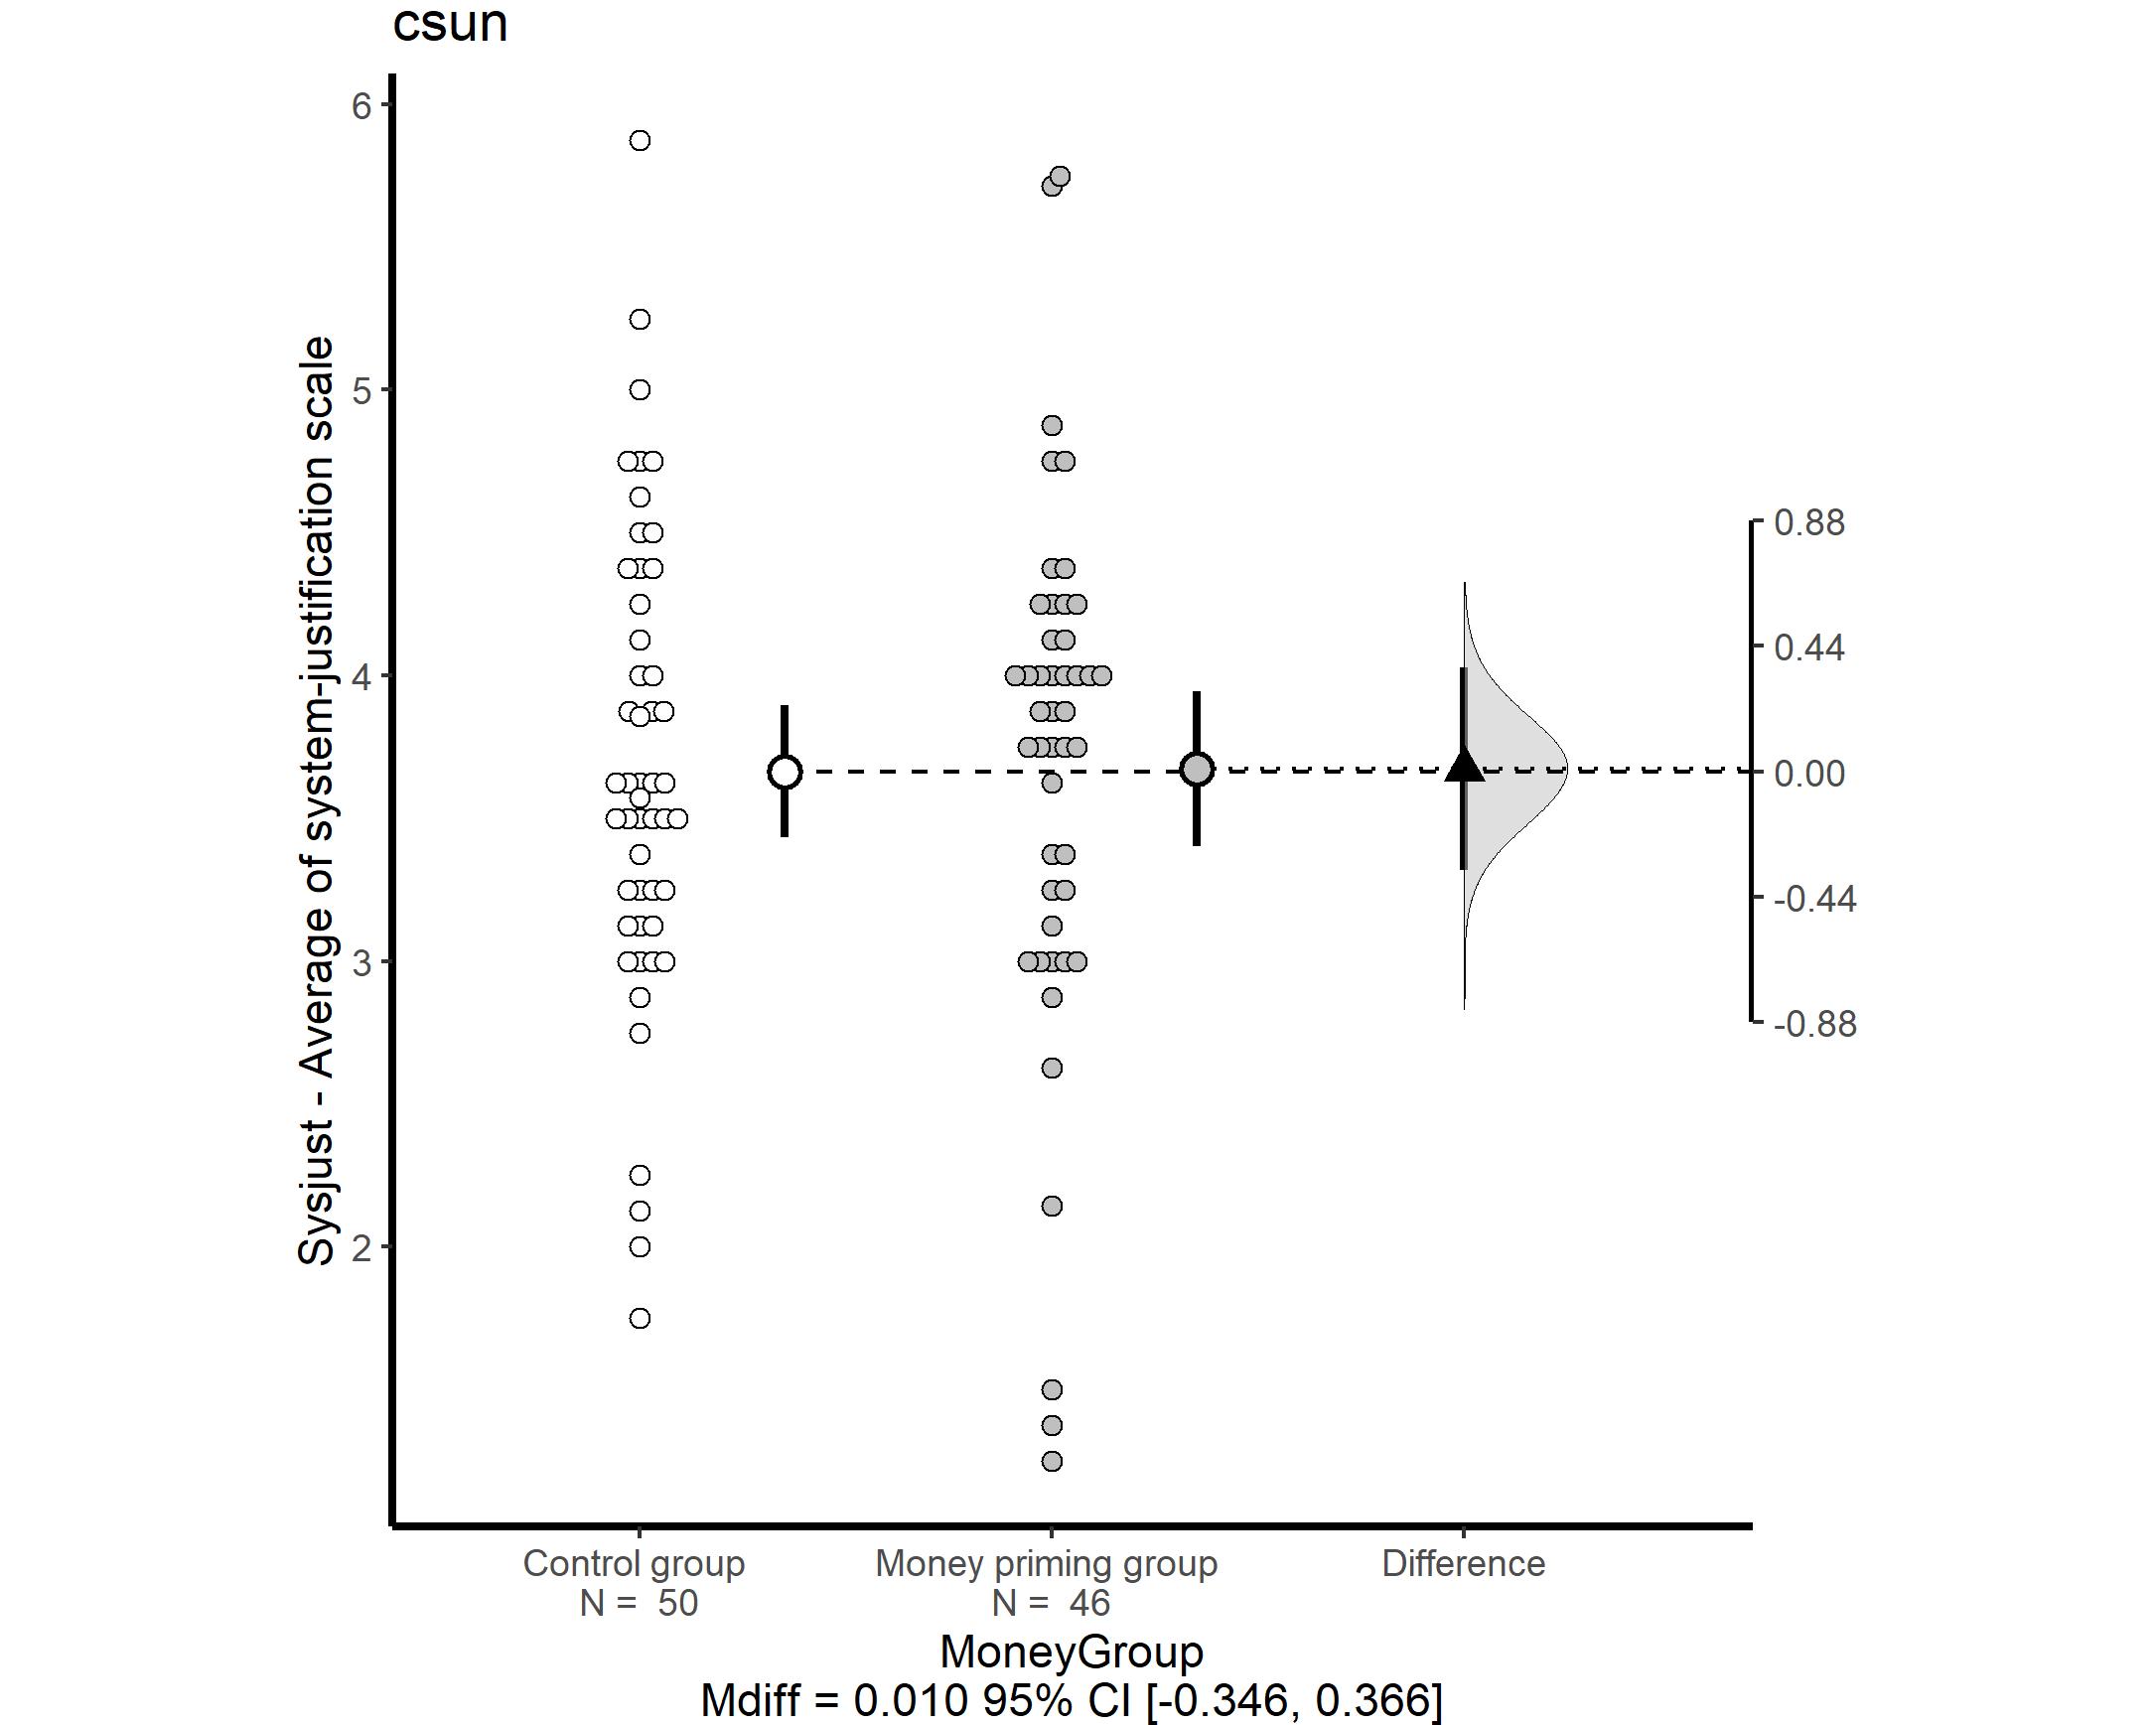 csun
Sysjust - Average of system-justification scale
6
5
4
3
2
0.88
0.44
0.00
-0.44
-0.88
Control group
N = 50
Money priming group
N = 46
Difference
MoneyGroup
Mdiff = 0.010 95% CI [-0.346, 0.366]